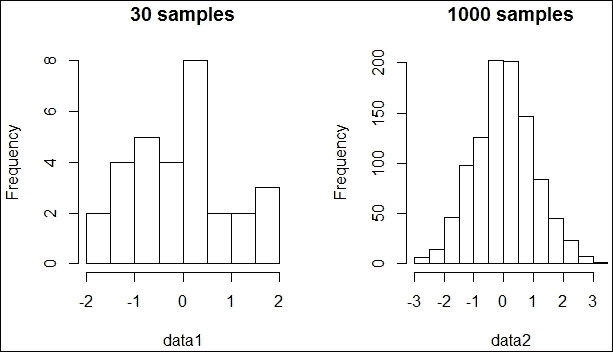 30 samples
Frequency
0 2 4 6 8
-2 -1 0 1 2
data1
1000 samples
Frequency
0 50 100 150 200
-3 -2 -1 0 1 2 3
data2